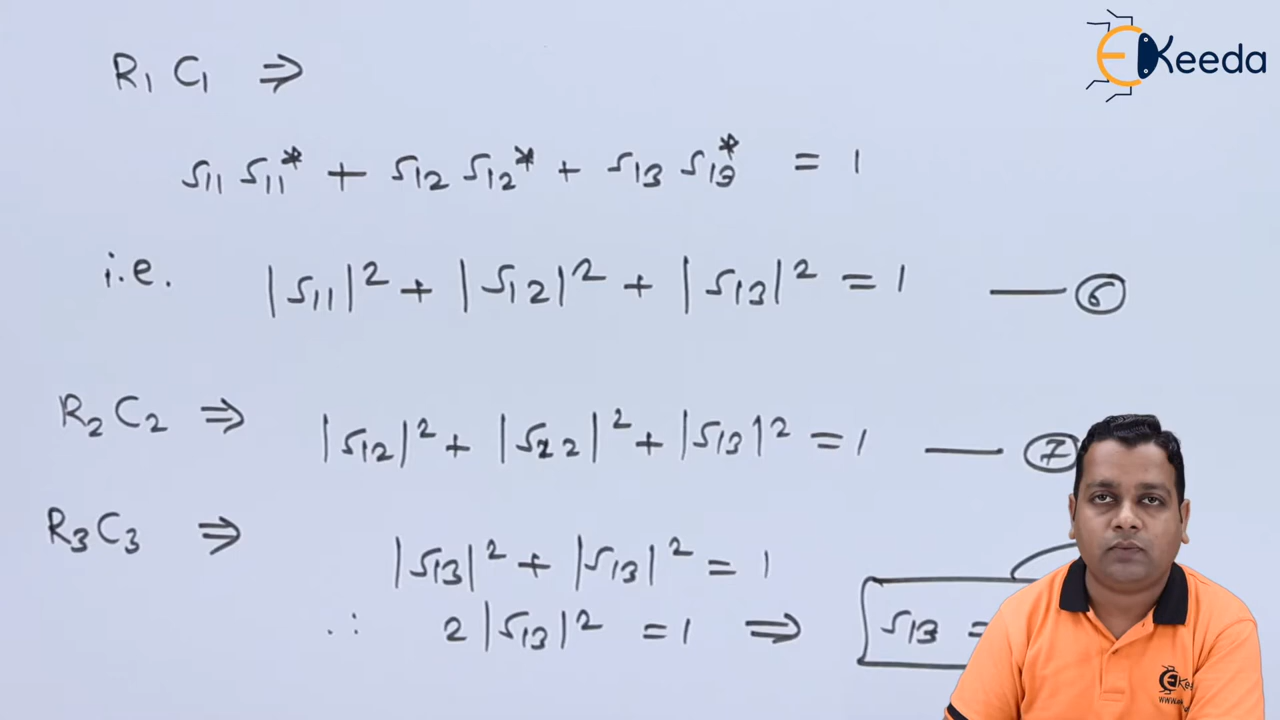 EKeeda
R₁ C₁ ⇒
S₁₁ S₁₁* + S₁₂ S₁₂* + S₁₃ S₁₃* = 1
i.e. |S₁₁|² + |S₁₂|² + |S₁₃|² = 1 —— ⑥
R₂ C₂ ⇒ |S₁₂|² + |S₂₂|² + |S₁₃|² = 1 —— ⑦
R₃ C₃ ⇒ |S₁₃|² + |S₁₃|² = 1
∴ 2 |S₁₃|² = 1 ⇒ S₁₃ =